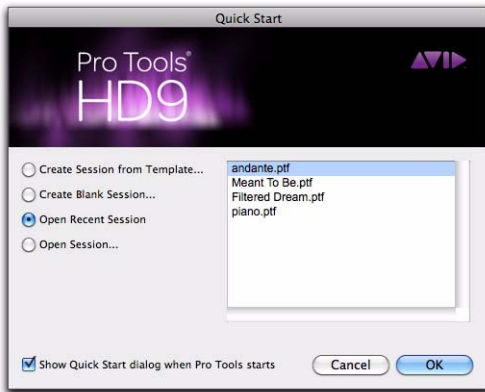 Quick Start
Pro Tools®
HD9
AVID
Create Session from Template...
Create Blank Session...
Open Recent Session
Open Session...
andante.ptf
Meant To Be.ptf
Filtered Dream.ptf
piano.ptf
Show Quick Start dialog when Pro Tools starts
Cancel
OK